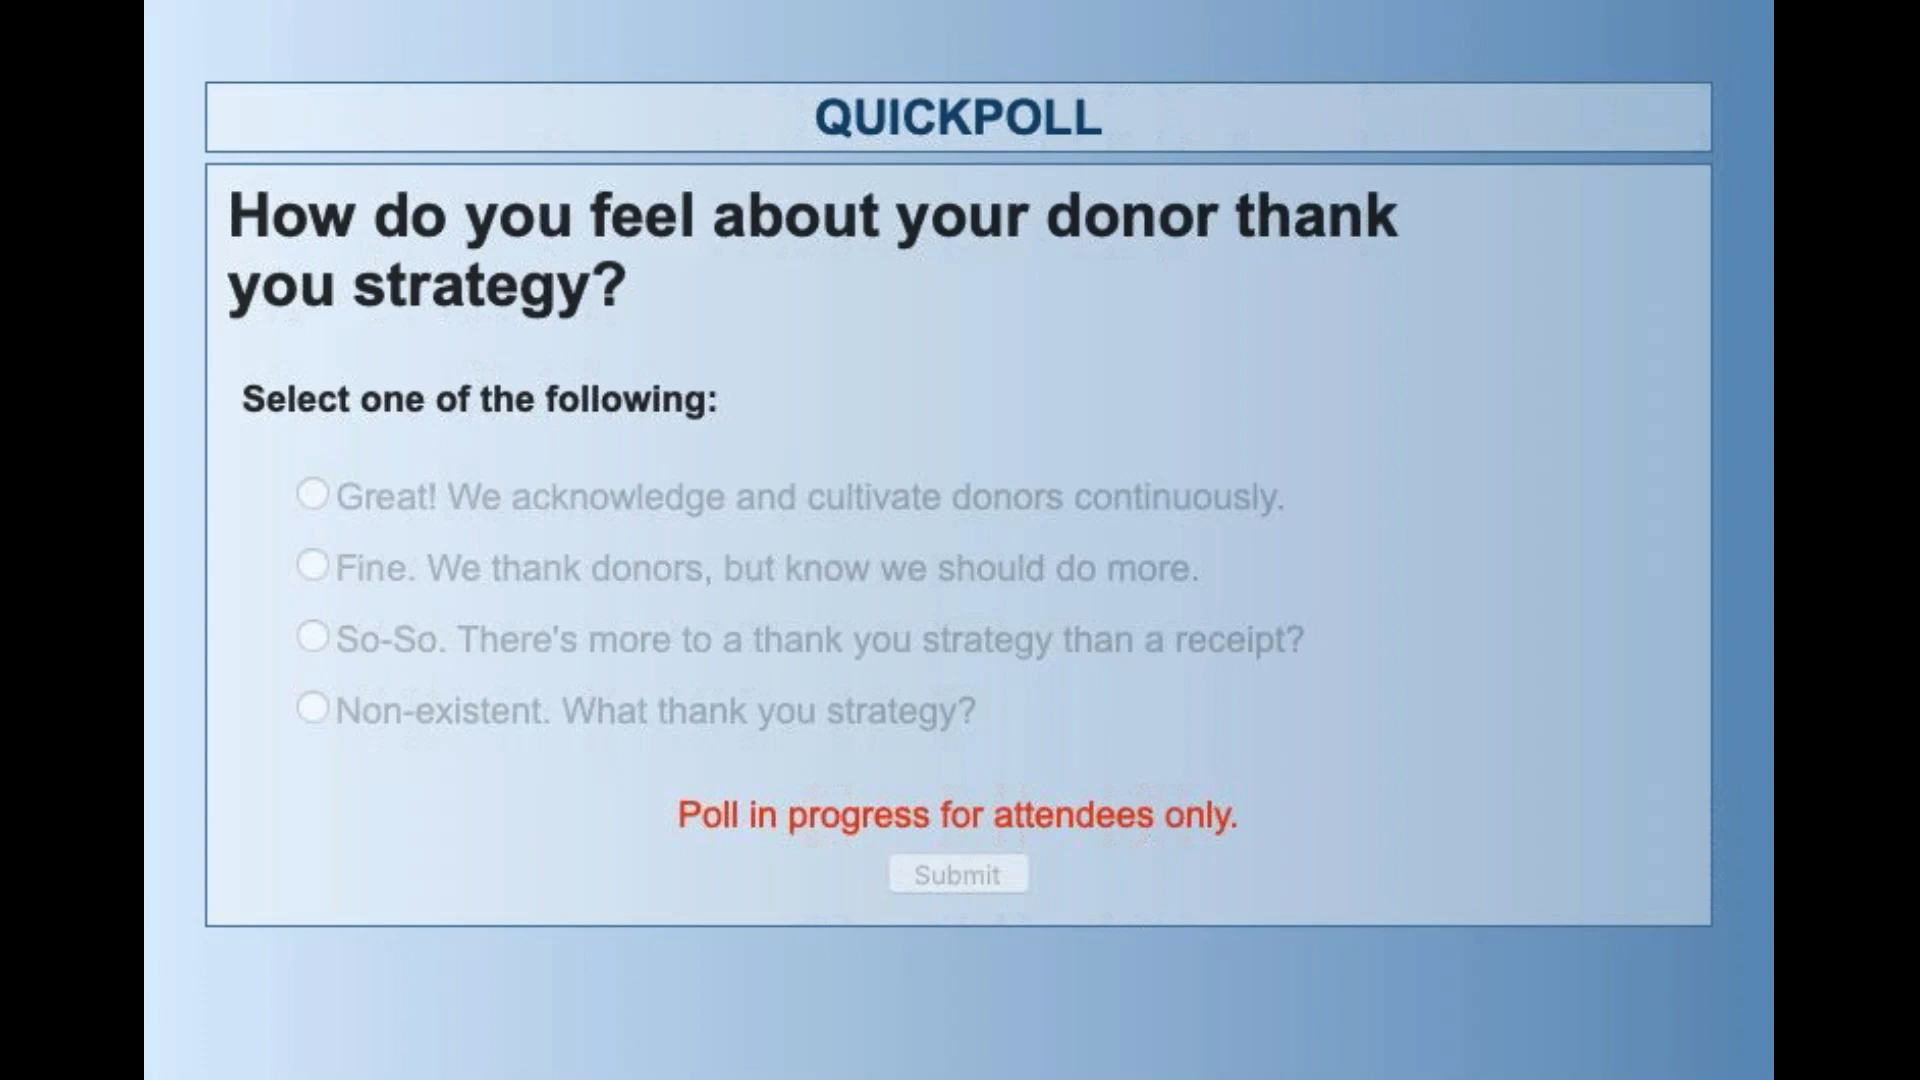 QUICKPOLL
How do you feel about your donor thank
you strategy?
Select one of the following:
Great! We acknowledge and cultivate donors continuously.
Fine. We thank donors, but know we should do more.
So-So. There's more to a thank you strategy than a receipt?
Non-existent. What thank you strategy?
Poll in progress for attendees only.
Submit